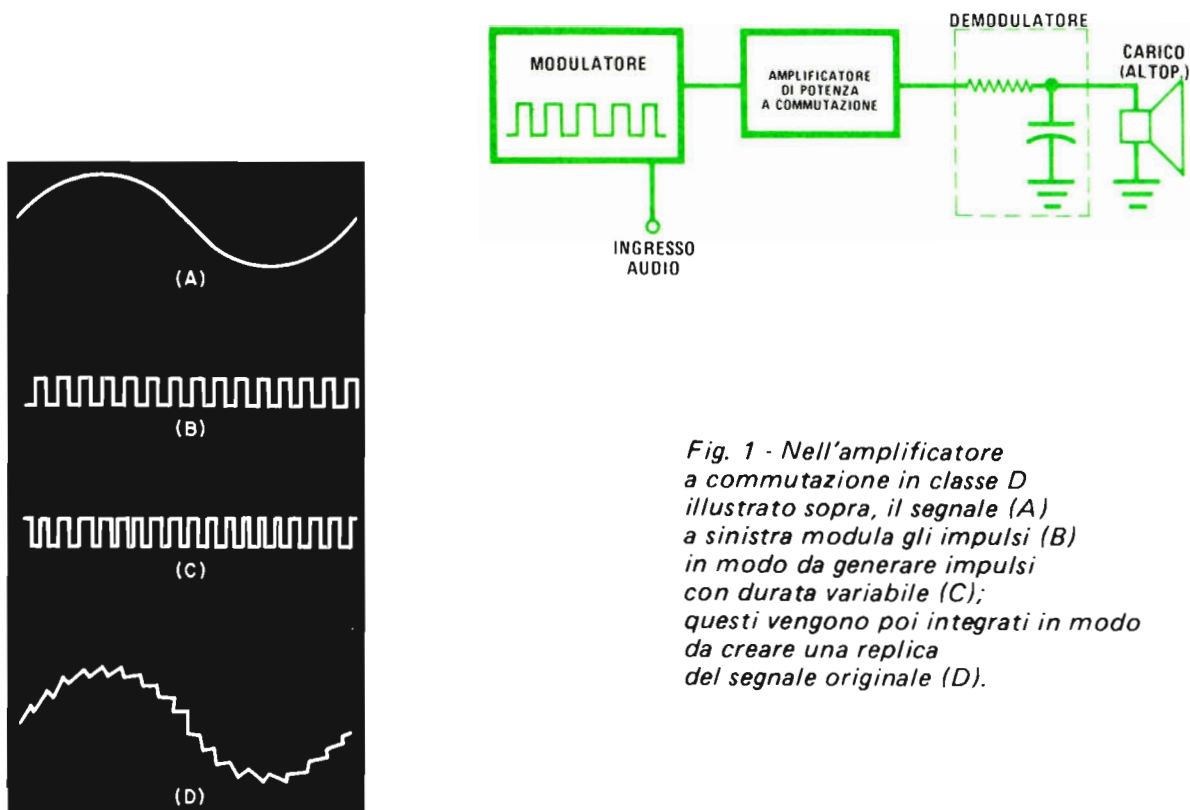 DEMODULATORE
MODULATORE
AMPLIFICATORE
DI POTENZA
A COMMUTAZIONE
CARICO
(ALTOP.)
INGRESSO
AUDIO
(A)
(B)
(C)
(D)
Fig. 1 - Nell'amplificatore
a commutazione in classe D
illustrato sopra, il segnale (A)
a sinistra modula gli impulsi (B)
in modo da generare impulsi
con durata variabile (C);
questi vengono poi integrati in modo
da creare una replica
del segnale originale (D).